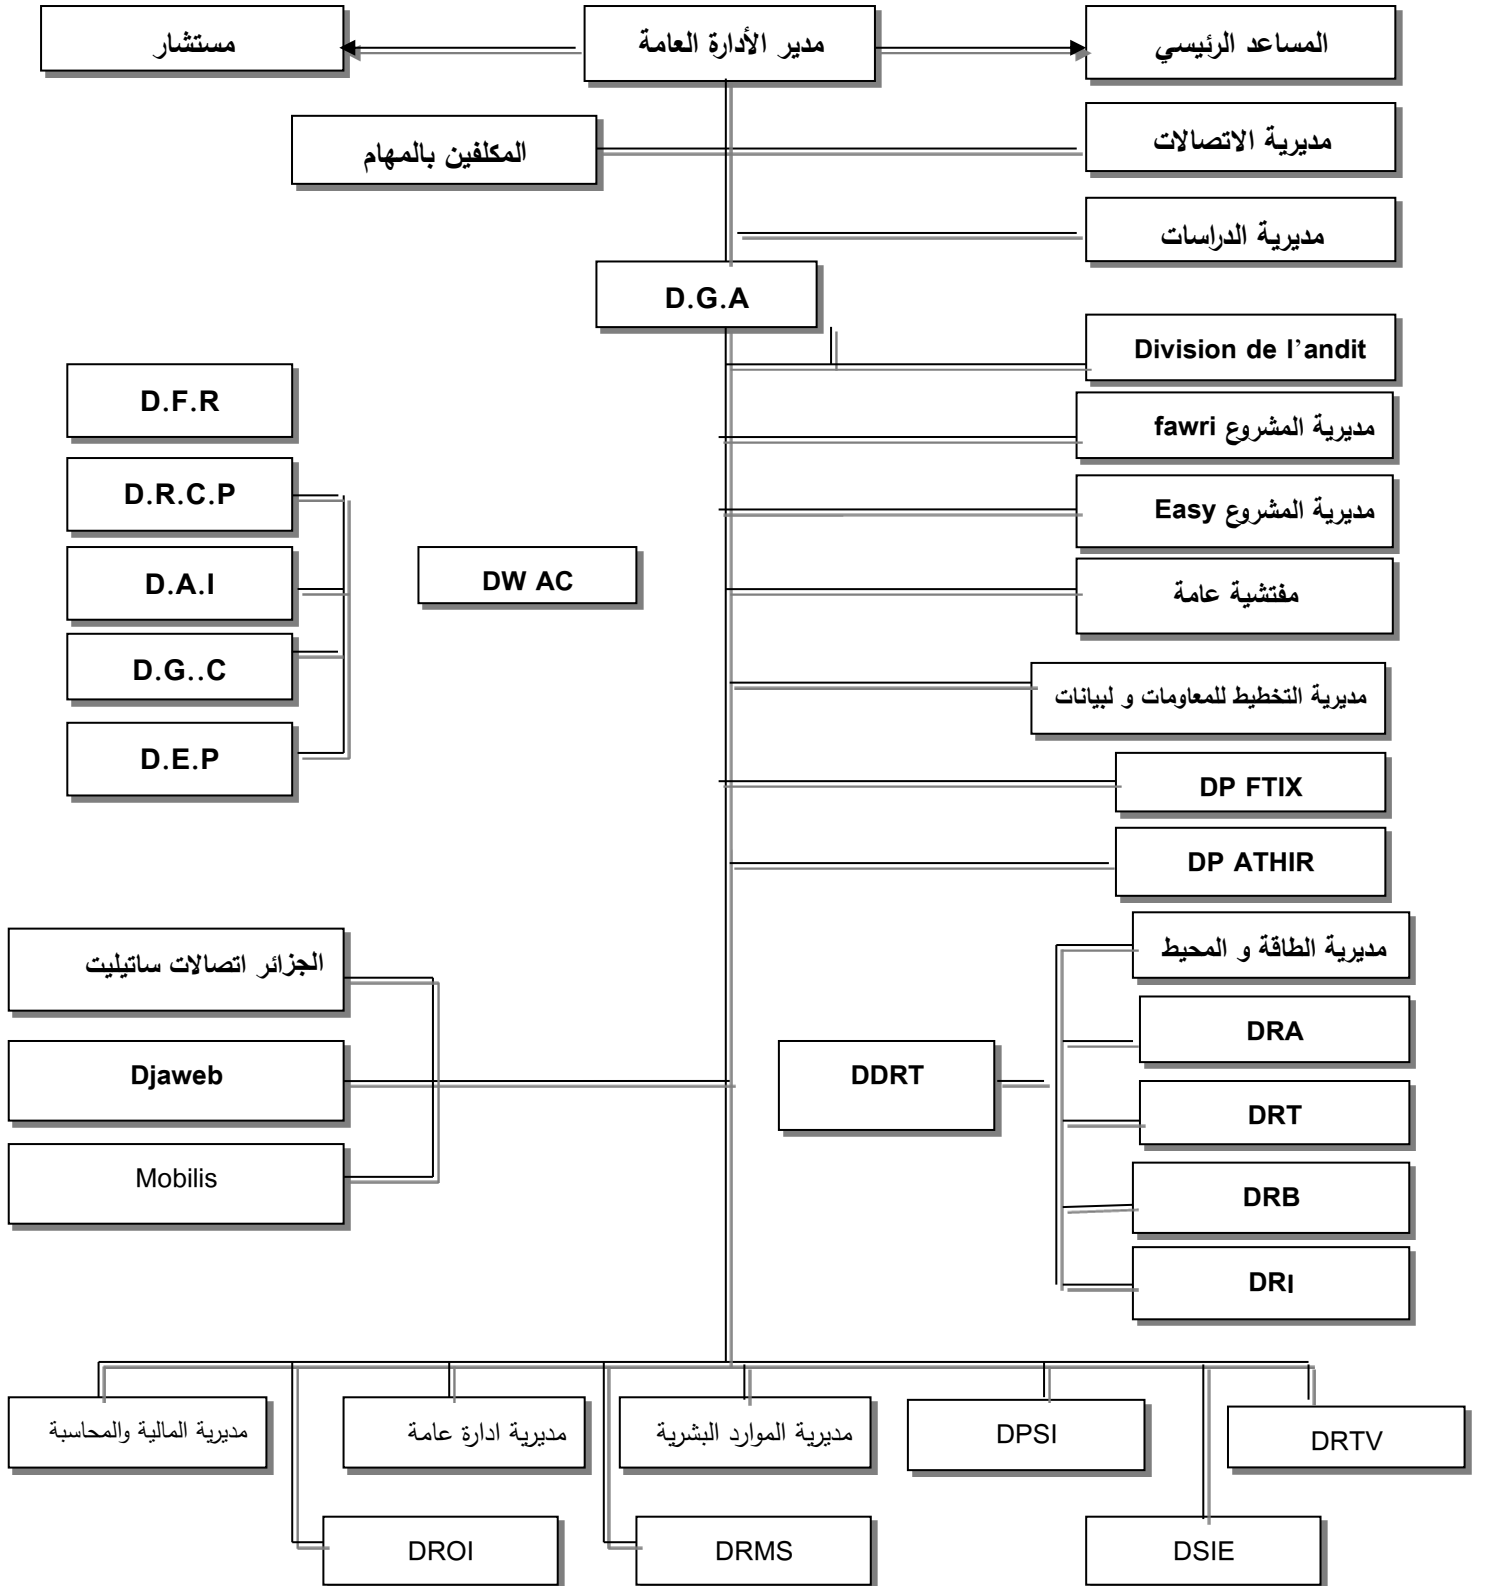 مستشار
مدير الأدارة العامة
المساعد الرئيسي
المكلفين بالمهام
مديرية الاتصالات
مديرية الدراسات
D.G.A
Division de l’andit
D.F.R
مديرية المشروع fawri
D.R.C.P
مديرية المشروع Easy
D.A.I
DW AC
مفتشية عامة
D.G..C
مديرية التخطيط للمعاومات و لبيانات
D.E.P
DP FTIX
DP ATHIR
الجزائر اتصالات ساتيليت
مديرية الطاقة و المحيط
DRA
Djaweb
DDRT
DRT
Mobilis
DRB
DRI
مديرية المالية والمحاسبة
مديرية ادارة عامة
مديرية الموارد البشرية
DPSI
DRTV
DROI
DRMS
DSIE